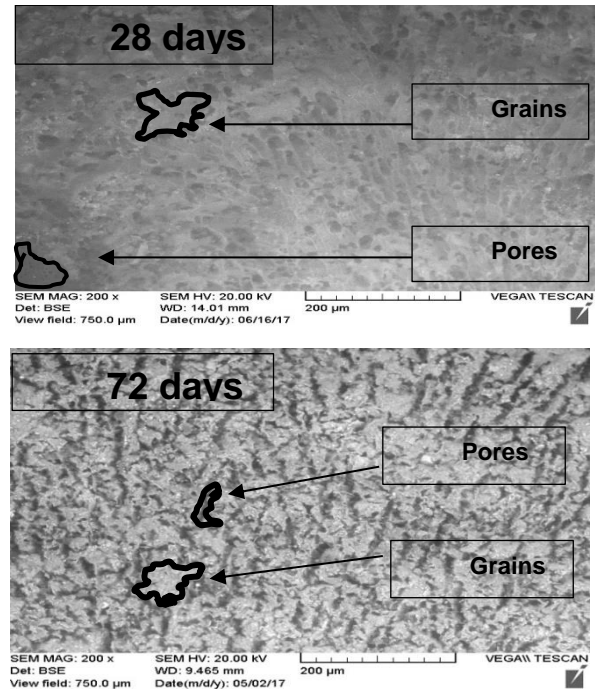 28 days
Grains
Pores
SEM MAG: 200 x SEM HV: 20.00 kV VEGA\\ TESCAN
Det: BSE WD: 14.01 mm 200 µm
View field: 750.0 µm Date(m/d/y): 06/16/17
72 days
Pores
Grains
SEM MAG: 200 x SEM HV: 20.00 kV VEGA\\ TESCAN
Det: BSE WD: 9.465 mm 200 µm
View field: 750.0 µm Date(m/d/y): 05/02/17